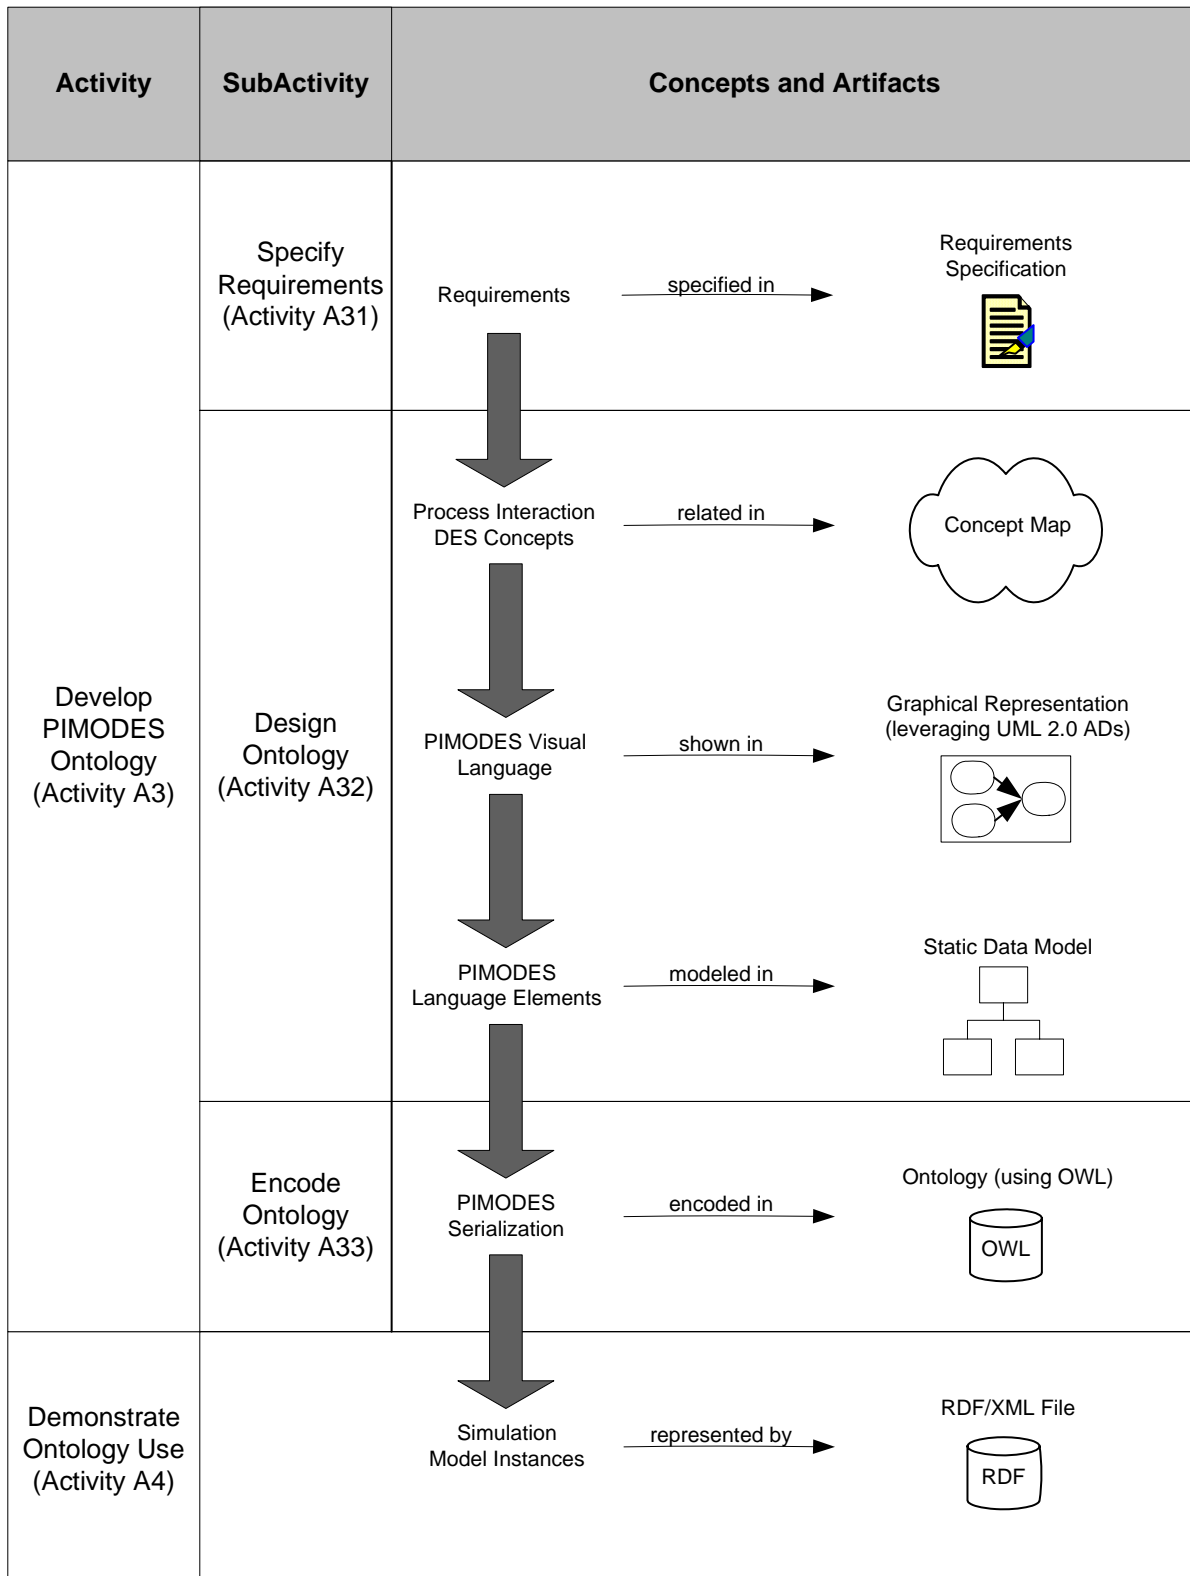 Activity
SubActivity
Concepts and Artifacts
Develop
PIMODES
Ontology
(Activity A3)
Specify
Requirements
(Activity A31)
Requirements
specified in
Requirements
Specification
Design
Ontology
(Activity A32)
Process Interaction
DES Concepts
related in
Concept Map
PIMODES Visual
Language
shown in
Graphical Representation
(leveraging UML 2.0 ADs)
PIMODES
Language Elements
modeled in
Static Data Model
Encode
Ontology
(Activity A33)
PIMODES
Serialization
encoded in
Ontology (using OWL)
OWL
Demonstrate
Ontology Use
(Activity A4)
Simulation
Model Instances
represented by
RDF/XML File
RDF